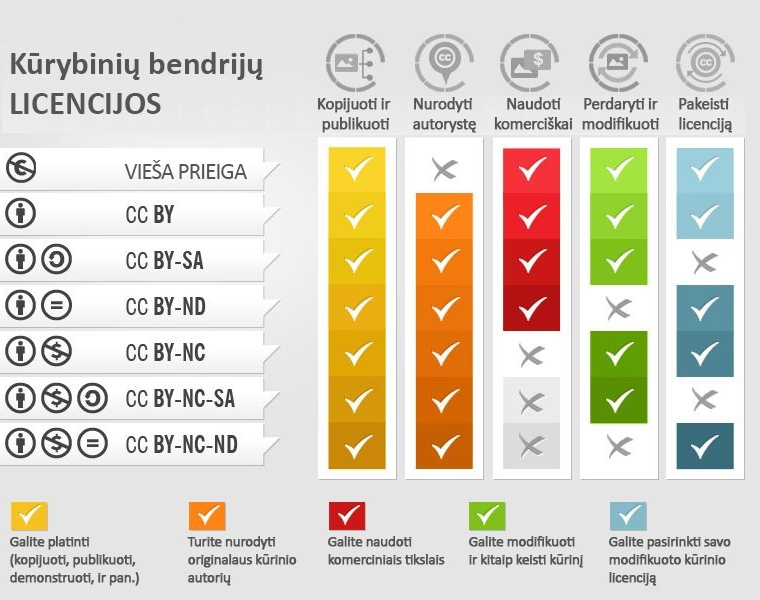 Kūrybinių bendrijų
LICENCIJOS
Kopijuoti ir
publikuoti
Nurodyti
autorystę
Naudoti
komerciškai
Perdaryti ir
modifikuoti
Pakeisti
licenciją
VIEŠA PRIEIGA
CC BY
CC BY-SA
CC BY-ND
CC BY-NC
CC BY-NC-SA
CC BY-NC-ND
Galite platinti
(kopijuoti, publikuoti,
demonstruoti, ir pan.)
Turite nurodyti
originalaus kūrinio
autorių
Galite naudoti
komerciniais tikslais
Galite modifikuoti
ir kitaip keisti kūrinį
Galite pasirinkti savo
modifikuoto kūrinio
licenciją